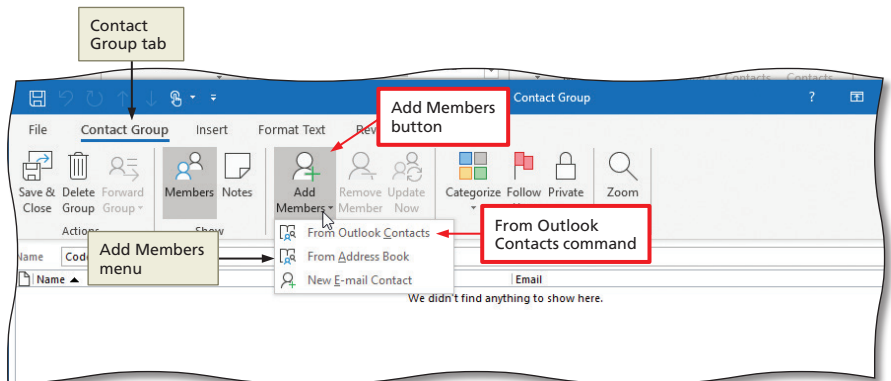 Contact
Group tab
Contacts Contacts
Contact Group
?
Add Members
button
File Contact Group Insert Format Text
Save &
Close
Delete
Group
Forward
Group
Members
Notes
Add
Members
Remove
Member
Update
Now
Categorize
Follow
Private
Zoom
Actions
Show
From Outlook Contacts
From Address Book
New E-mail Contact
From Outlook
Contacts command
Add Members
menu
Name
Name
Email
We didn't find anything to show here.